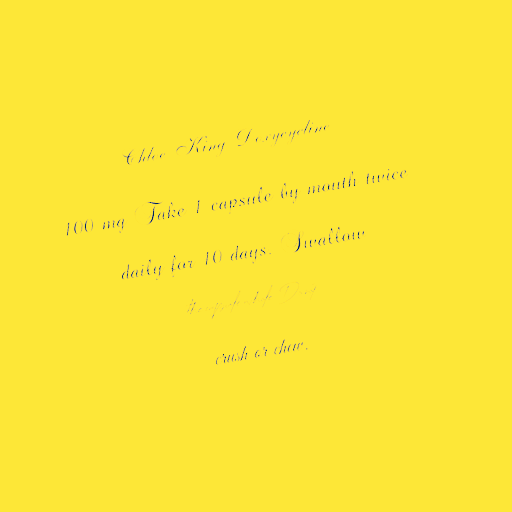 Chloe King Doxycycline
100 mg Take 1 capsule by mouth twice
daily for 10 days. Swallow
crush or chew.